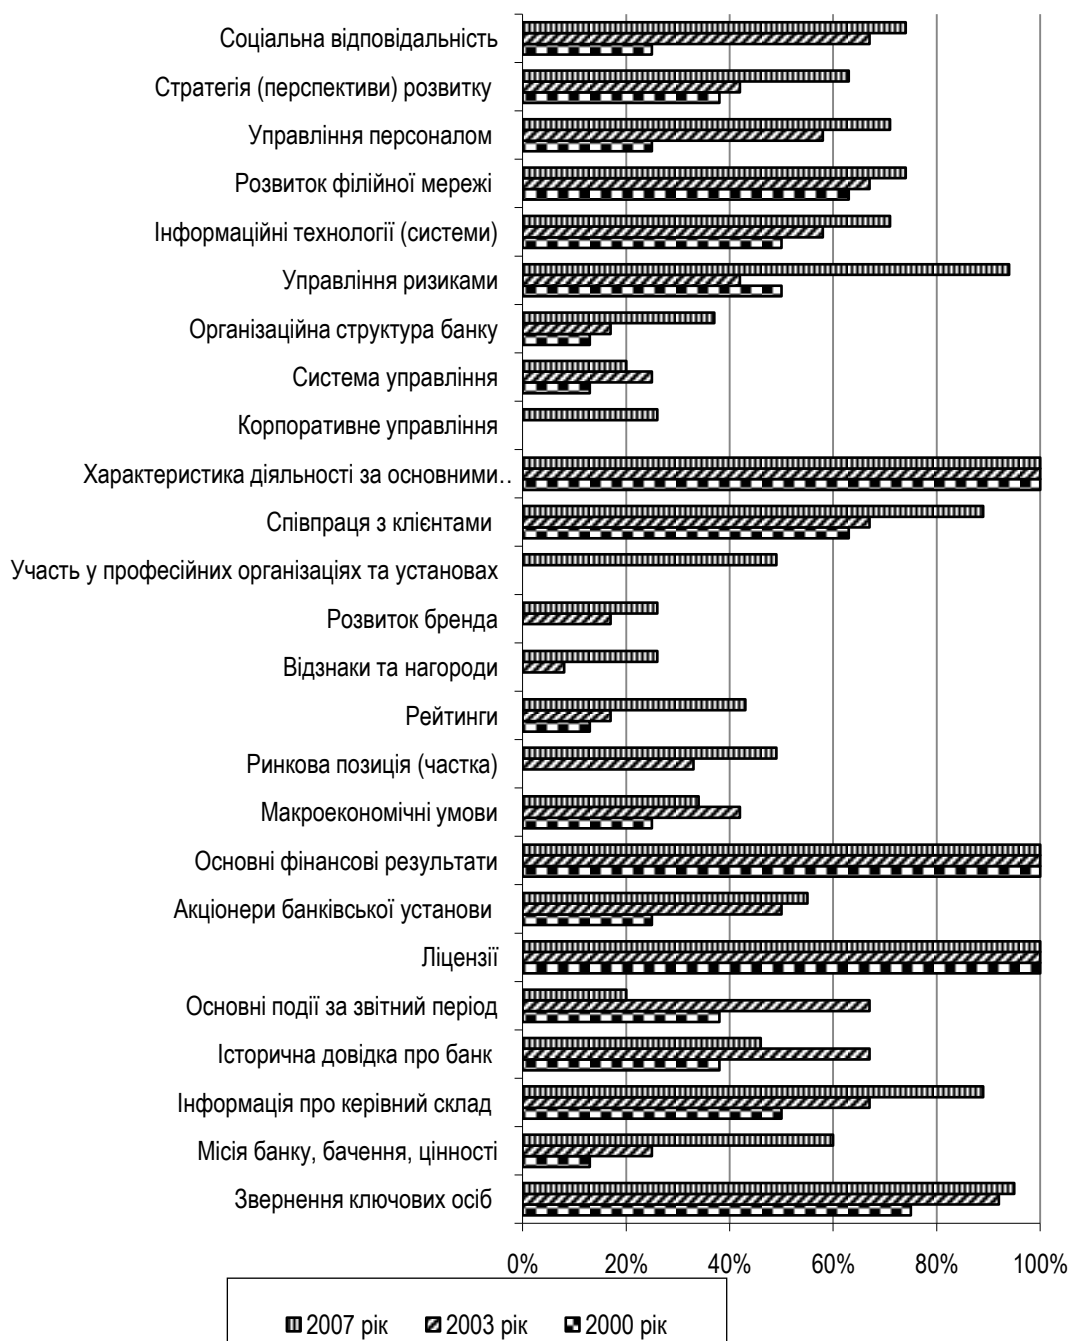 Соціальна відповідальність
Стратегія (перспективи) розвитку
Управління персоналом
Розвиток філійної мережі
Інформаційні технології (системи)
Управління ризиками
Організаційна структура банку
Система управління
Корпоративне управління
Характеристика діяльності за основними..
Співпраця з клієнтами
Участь у професійних організаціях та установах
Розвиток бренда
Відзнаки та нагороди
Рейтинги
Ринкова позиція (частка)
Макроекономічні умови
Основні фінансові результати
Акціонери банківської установи
Ліцензії
Основні події за звітний період
Історична довідка про банк
Інформація про керівний склад
Місія банку, бачення, цінності
Звернення ключових осіб
0% 20% 40% 60% 80% 100%
2007 рік 2003 рік 2000 рік